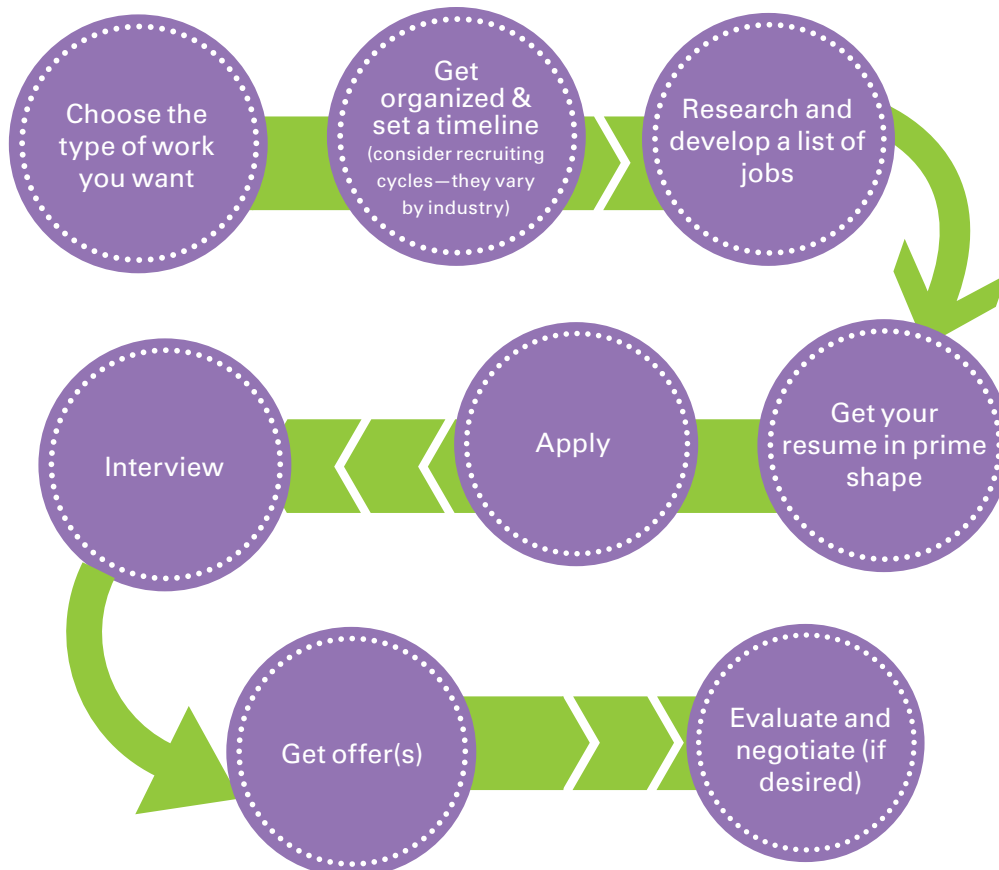 Choose the
type of work
you want
Get
organized &
set a timeline
(consider recruiting
cycles—they vary
by industry)
Research and
develop a list of
jobs
Get your
resume in prime
shape
Apply
Interview
Get offer(s)
Evaluate and
negotiate (if
desired)